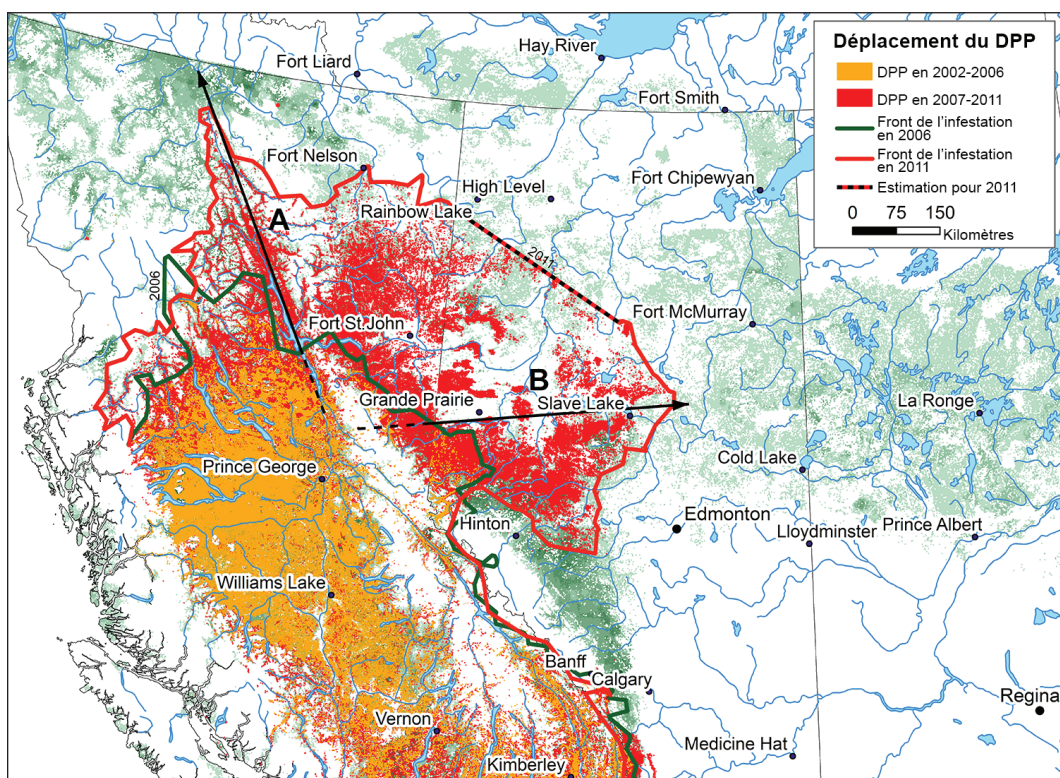 Déplacement du DPP
DPP en 2002-2006
DPP en 2007-2011
Front de l'infestation
en 2006
Front de l'infestation
en 2011
Estimation pour 2011
0 75 150
Kilomètres
Hay River
Fort Liard
Fort Smith
Fort Nelson
High Level
Fort Chipewyan
Rainbow Lake
A
2006
2011
Fort St.John
Fort McMurray
B
Grande Prairie
Slave Lake
La Ronge
Prince George
Cold Lake
Hinton
Edmonton
Lloydminster
Prince Albert
Williams Lake
Banff
Calgary
Regina
Vernon
Medicine Hat
Kimberley